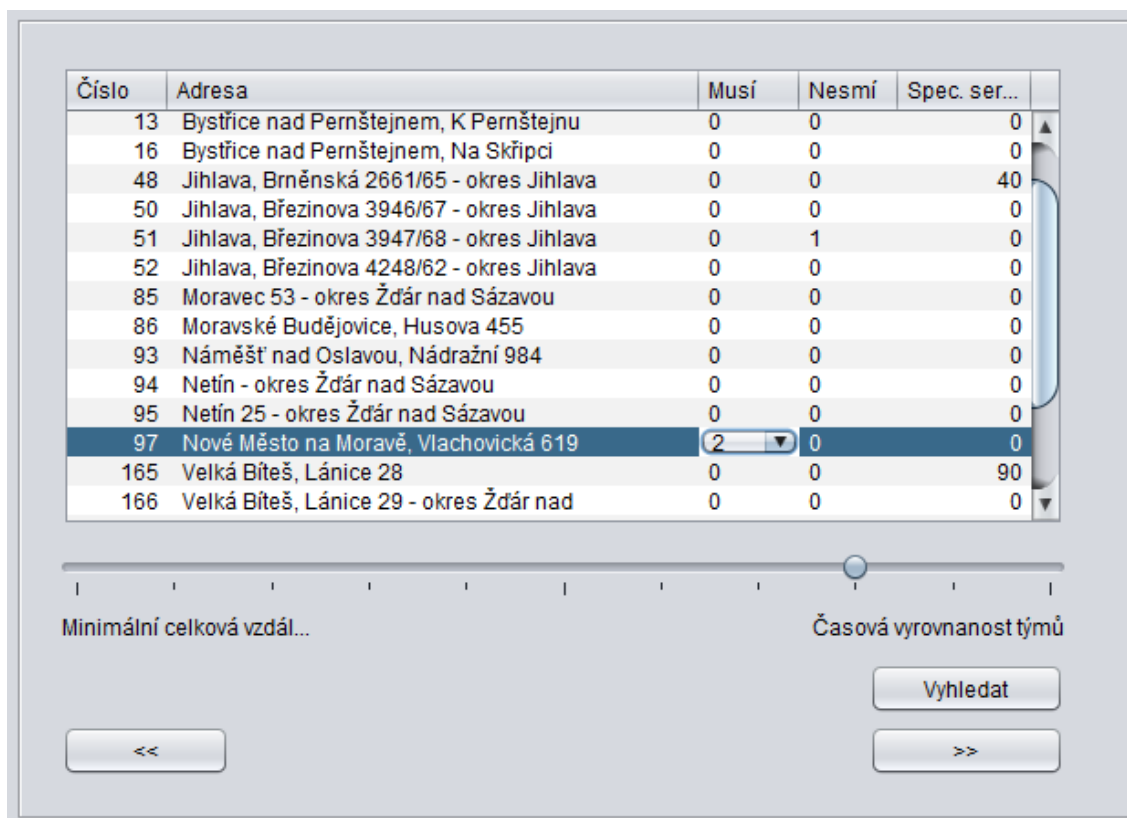 Číslo Adresa Musí Nesmí Spec. ser...
13 Bystřice nad Pernštejnem, K Pernštejnu 0 0 0
16 Bystřice nad Pernštejnem, Na Skřipci 0 0 0
48 Jihlava, Brněnská 2661/65 - okres Jihlava 0 0 40
50 Jihlava, Březinova 3946/67 - okres Jihlava 0 0 0
51 Jihlava, Březinova 3947/68 - okres Jihlava 0 1 0
52 Jihlava, Březinova 4248/62 - okres Jihlava 0 0 0
85 Moravec 53 - okres Žďár nad Sázavou 0 0 0
86 Moravské Budějovice, Husova 455 0 0 0
93 Náměšť nad Oslavou, Nádražní 984 0 0 0
94 Netín - okres Žďár nad Sázavou 0 0 0
95 Netín 25 - okres Žďár nad Sázavou 0 0 0
97 Nové Město na Moravě, Vlachovická 619 2 0 0
165 Velká Bíteš, Lánice 28 0 0 90
166 Velká Bíteš, Lánice 29 - okres Žďár nad 0 0 0
Minimální celková vzdál... Časová vyrovnanost týmů
Vyhledat
<< >>